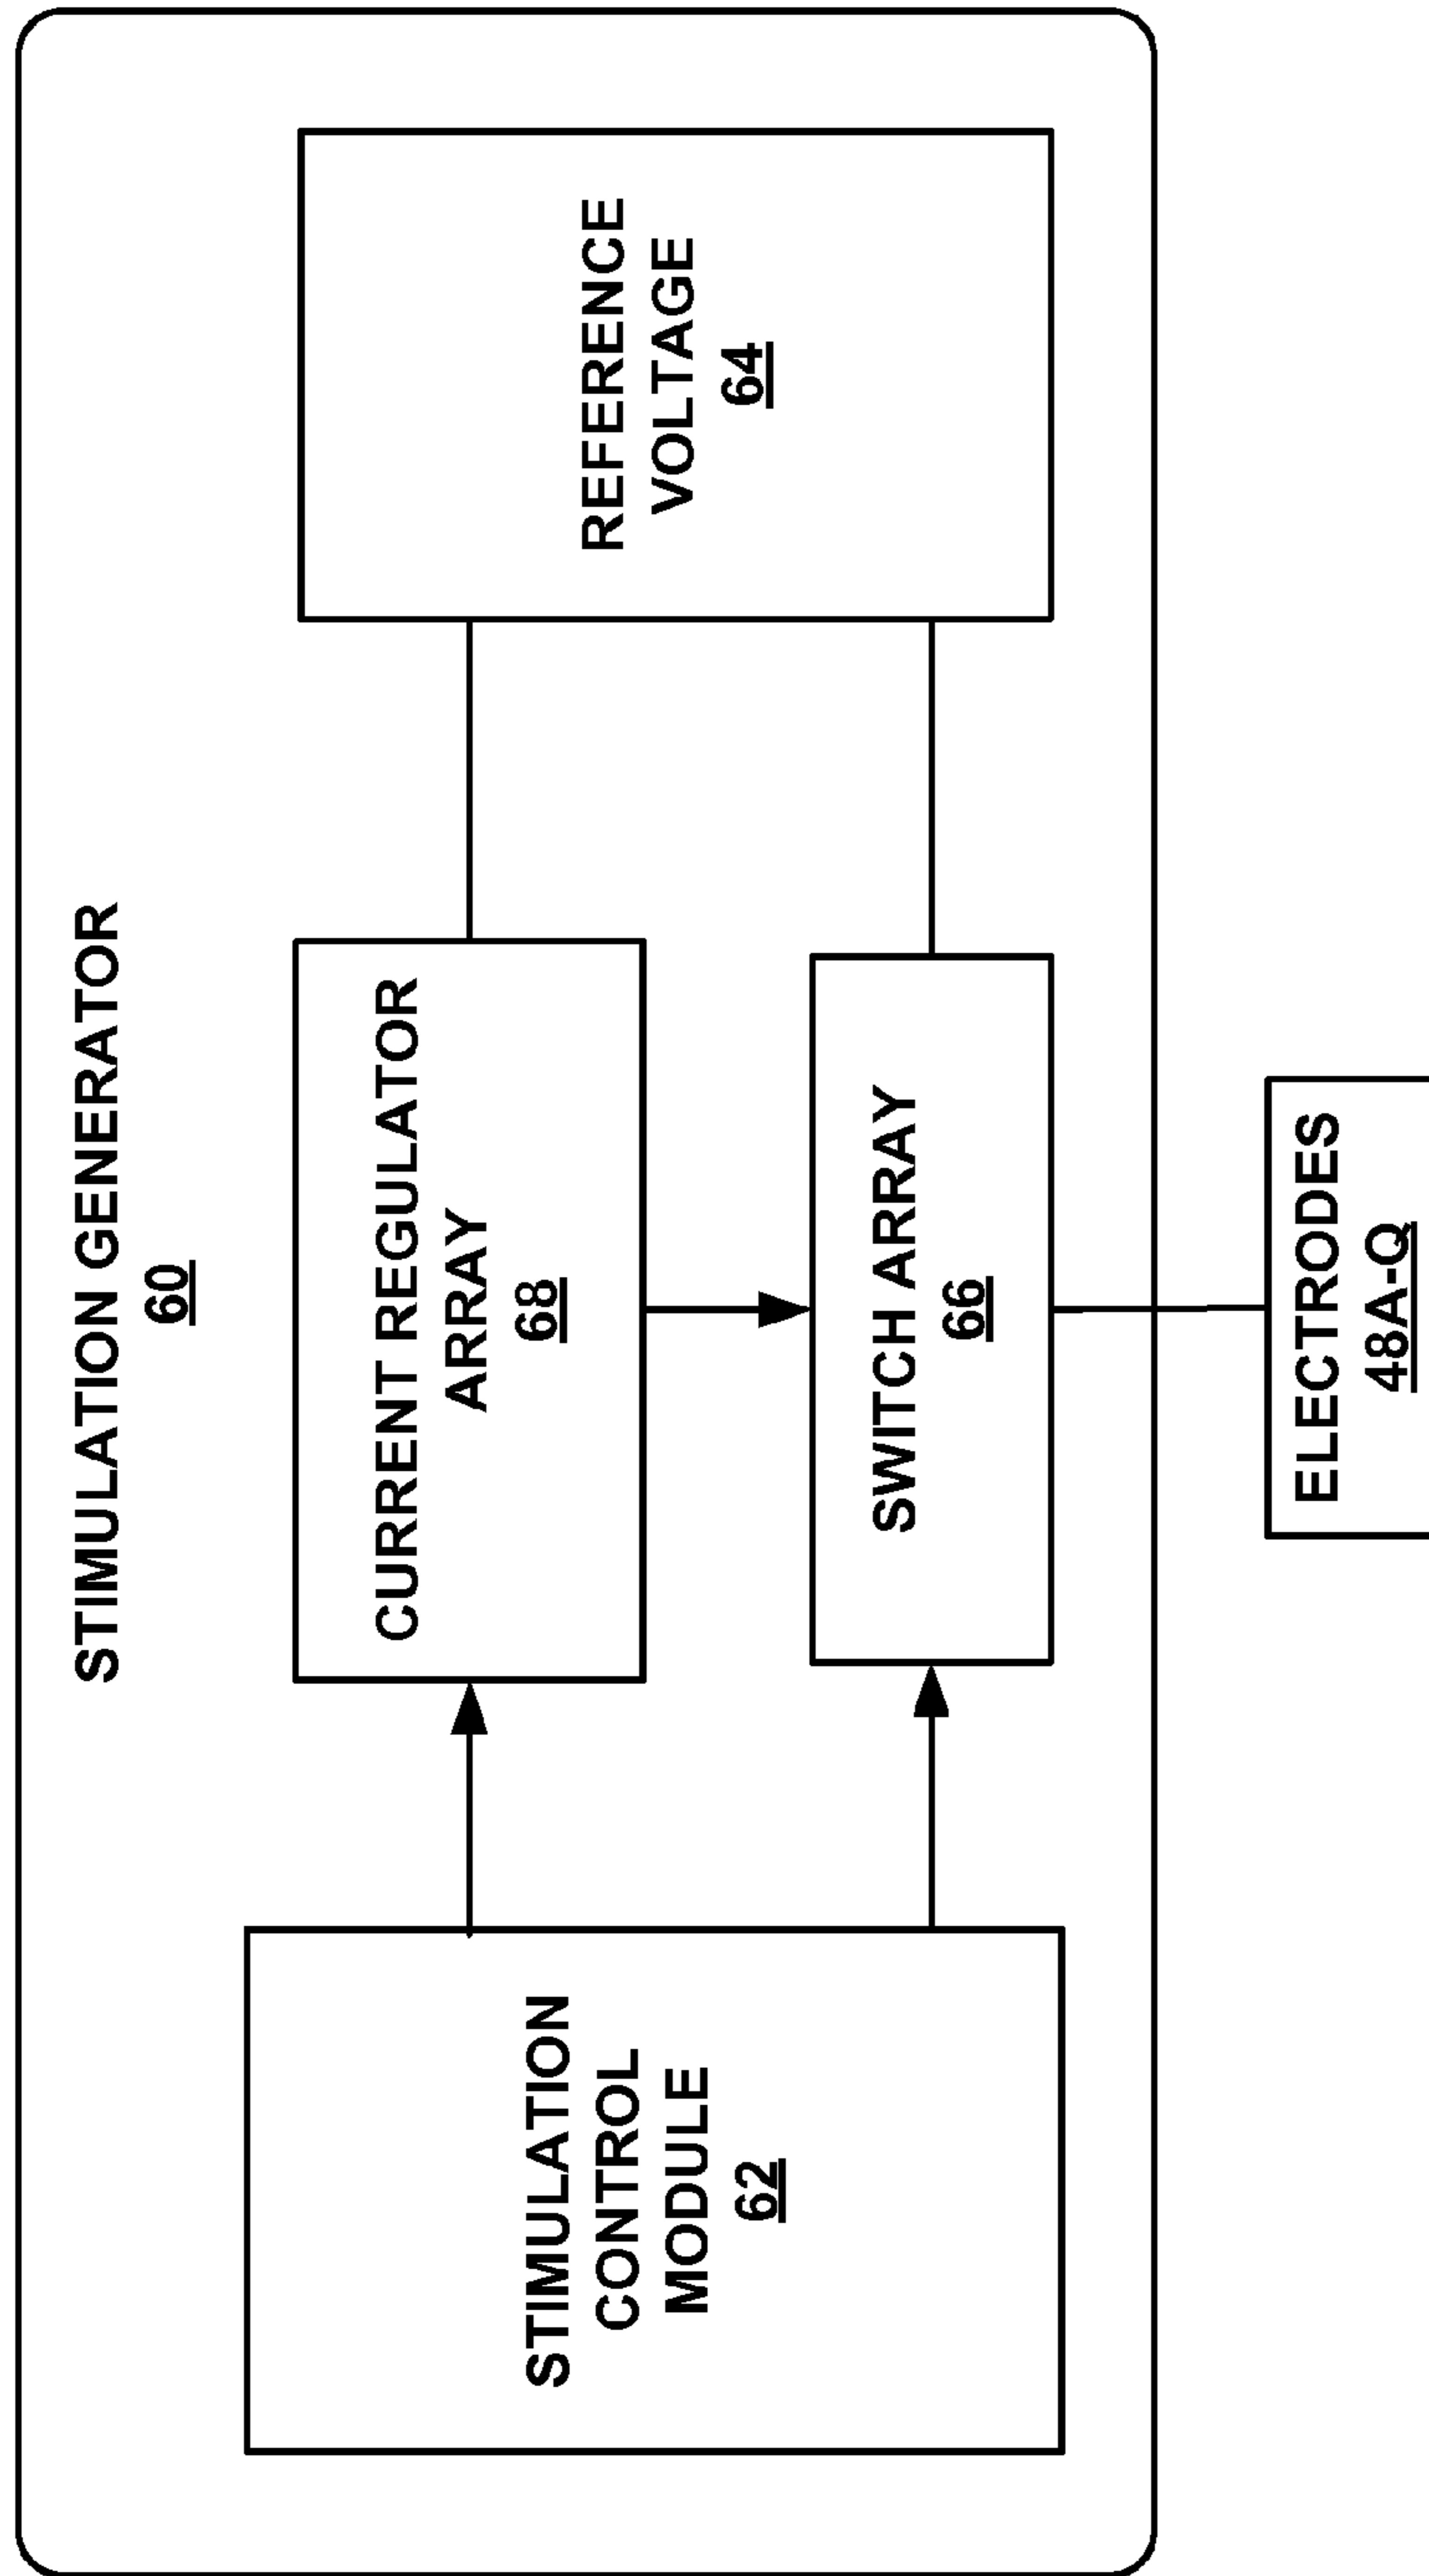 STIMULATION GENERATOR
60
STIMULATION
CONTROL
MODULE
62
CURRENT REGULATOR
ARRAY
68
SWITCH ARRAY
66
REFERENCE
VOLTAGE
64
ELECTRODES
48A-Q